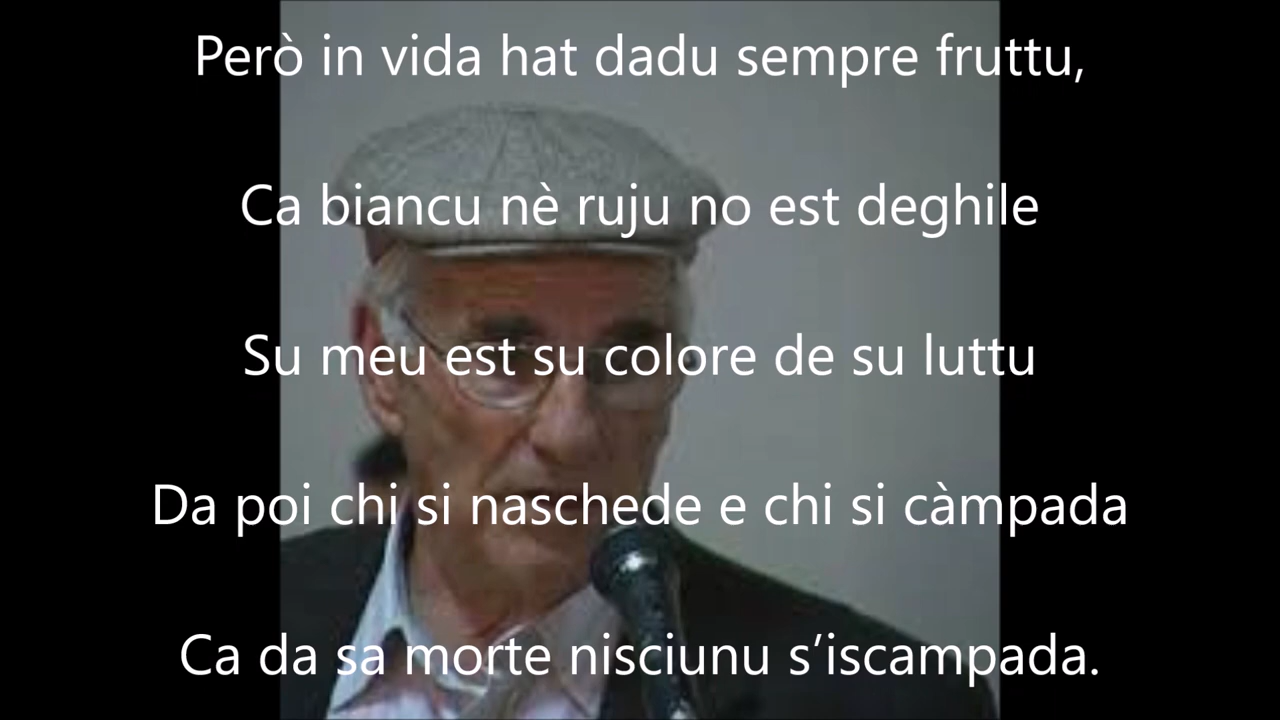 Però in vida hat dadu sempre fruttu,
Ca biancu nè ruju no est deghile
Su meu est su colore de su luttu
Da poi chi si naschede e chi si càmpada
Ca da sa morte nisciunu s’iscampada.